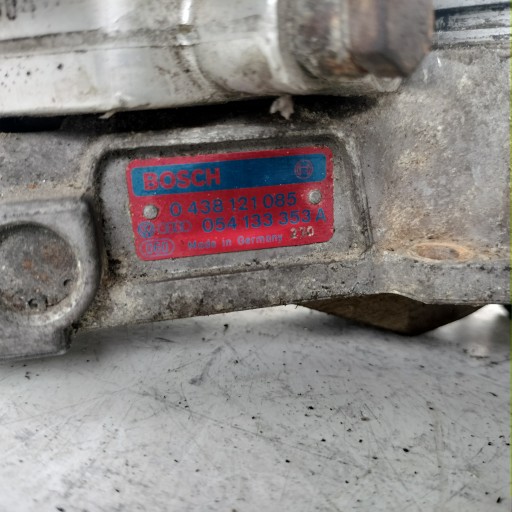 BOSCH
0 438 121 085
054 133 353 A
Made in Germany 270